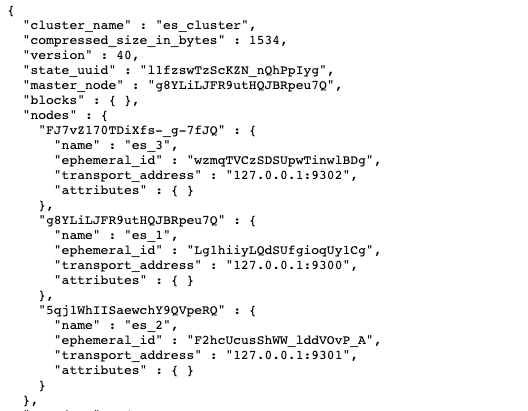 {
"cluster_name" : "es_cluster",
"compressed_size_in_bytes" : 1534,
"version" : 40,
"state_uuid" : "l1fzswTzScKZN_nQhPpIyg",
"master_node" : "g8YLiLJFR9utHQJBRpeu7Q",
"blocks" : { },
"nodes" : {
"FJ7vZ170TDiXfs-_g-7fJQ" : {
"name" : "es_3",
"ephemeral_id" : "wzmqTVCzSDSUpwTinwlBDg",
"transport_address" : "127.0.0.1:9302",
"attributes" : { }
},
"g8YLiLJFR9utHQJBRpeu7Q" : {
"name" : "es_1",
"ephemeral_id" : "Lg1hiiyLQdSUfgioqUy1Cg",
"transport_address" : "127.0.0.1:9300",
"attributes" : { }
},
"5qj1WhIISaewchY9QVpeRQ" : {
"name" : "es_2",
"ephemeral_id" : "F2hcUcusShWW_lddVOvP_A",
"transport_address" : "127.0.0.1:9301",
"attributes" : { }
}
},